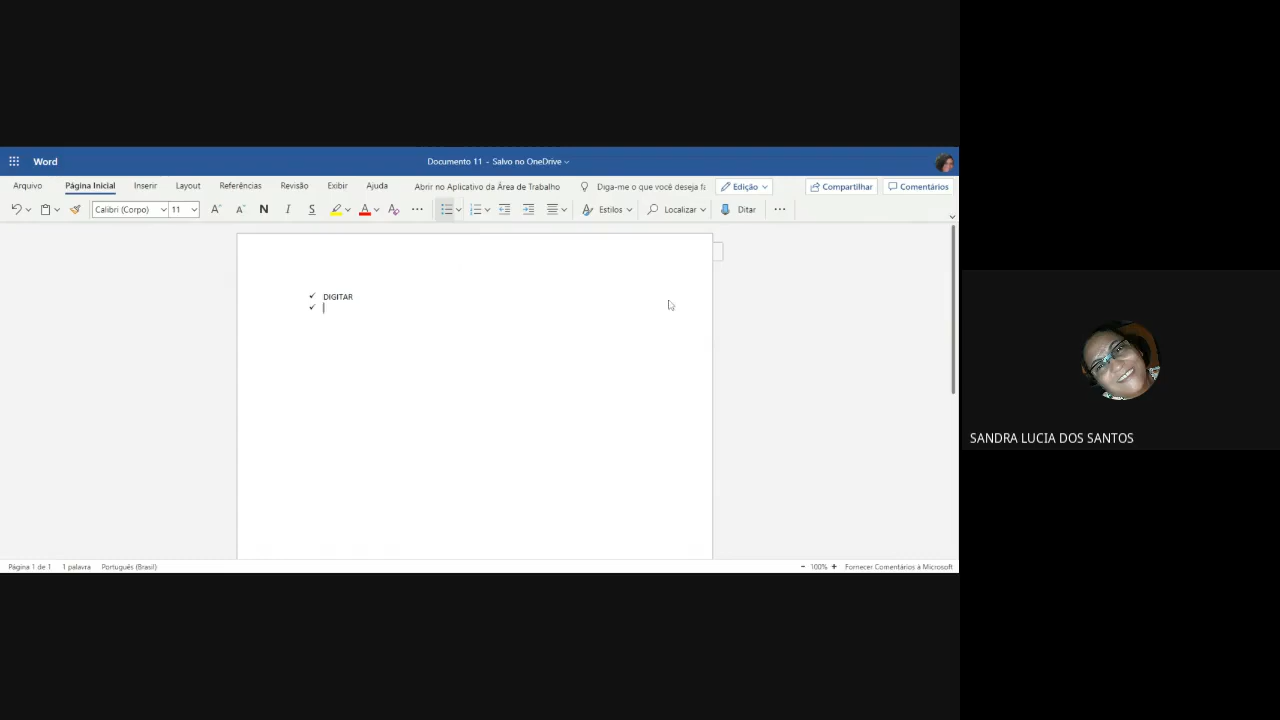 Word
Documento 11 - Salvo no OneDrive
Arquivo Página Inicial Inserir Layout Referências Revisão Exibir Ajuda Abrir no Aplicativo da Área de Trabalho Diga-me o que você deseja fa Edição Compartilhar Comentários
Calibri (Corpo) 11 A A N I S A A Estilos Localizar Ditar
✓ DIGITAR
✓
SANDRA LUCIA DOS SANTOS
Página 1 de 1 1 palavra Português (Brasil) - 100% + Fornecer Comentários à Microsoft